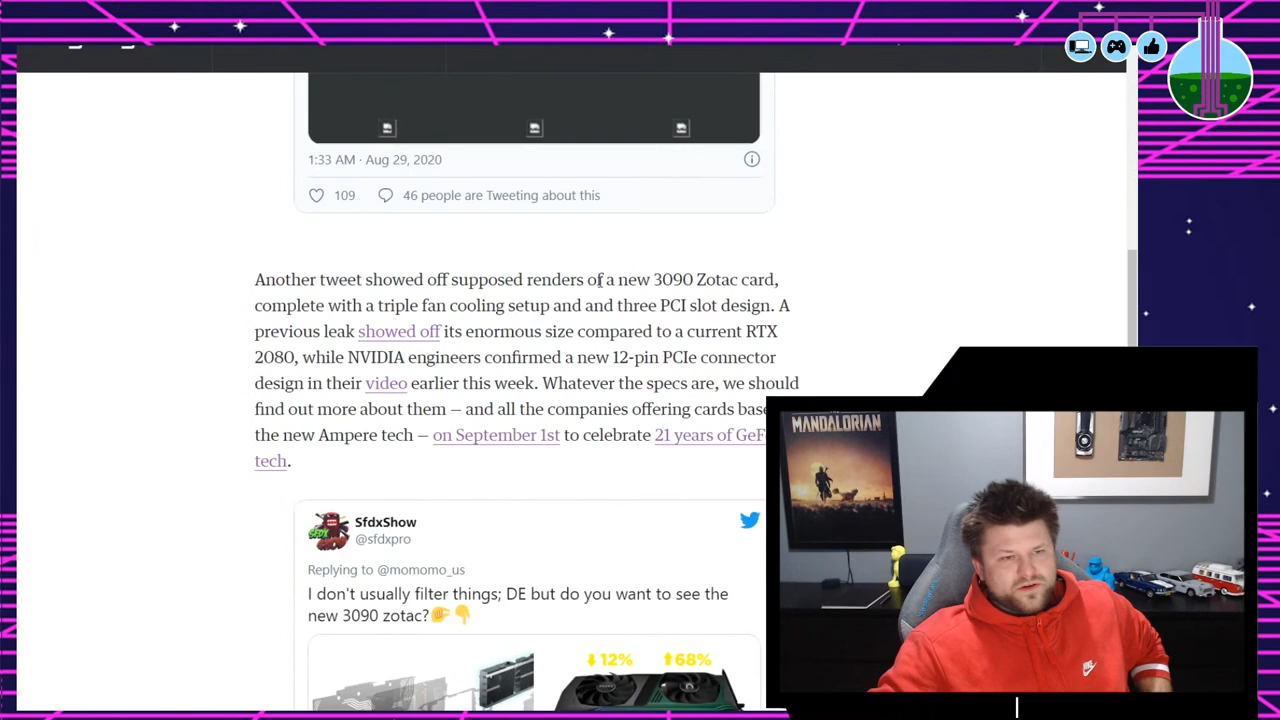 1:33 AM · Aug 29, 2020
109
46 people are Tweeting about this
Another tweet showed off supposed renders of a new 3090 Zotac card,
complete with a triple fan cooling setup and and three PCI slot design. A
previous leak showed off its enormous size compared to a current RTX
2080, while NVIDIA engineers confirmed a new 12-pin PCIe connector
design in their video earlier this week. Whatever the specs are, we should
find out more about them — and all the companies offering cards
the new Ampere tech — on September 1st to celebrate 21 years of
tech.
SfdxShow
@sfdxpro
Replying to @momomo_us
I don't usually filter things; DE but do you want to see the
new 3090 zotac?
12%
68%
THE
MANDALORIAN